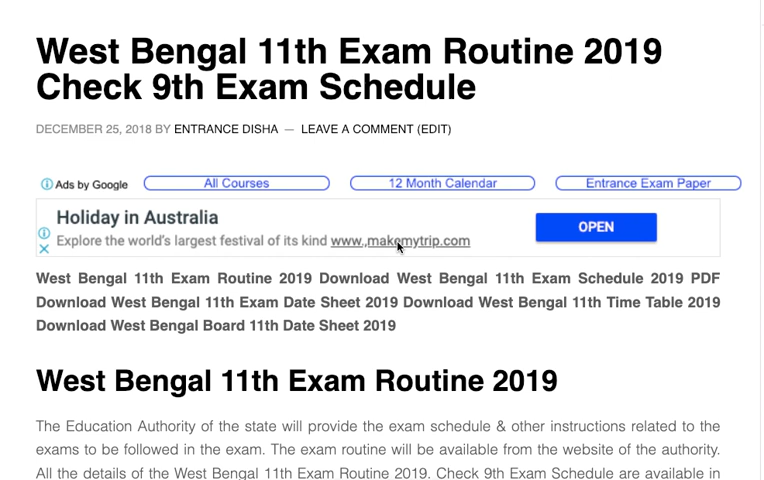 West Bengal 11th Exam Routine 2019
Check 9th Exam Schedule
DECEMBER 25, 2018 BY ENTRANCE DISHA — LEAVE A COMMENT (EDIT)
Ads by Google All Courses 12 Month Calendar Entrance Exam Paper
Holiday in Australia
Explore the world's largest festival of its kind www.,makemytrip.com
OPEN
West Bengal 11th Exam Routine 2019 Download West Bengal 11th Exam Schedule 2019 PDF
Download West Bengal 11th Exam Date Sheet 2019 Download West Bengal 11th Time Table 2019
Download West Bengal Board 11th Date Sheet 2019
West Bengal 11th Exam Routine 2019
The Education Authority of the state will provide the exam schedule & other instructions related to the
exams to be followed in the exam. The exam routine will be available from the website of the authority.
All the details of the West Bengal 11th Exam Routine 2019. Check 9th Exam Schedule are available in